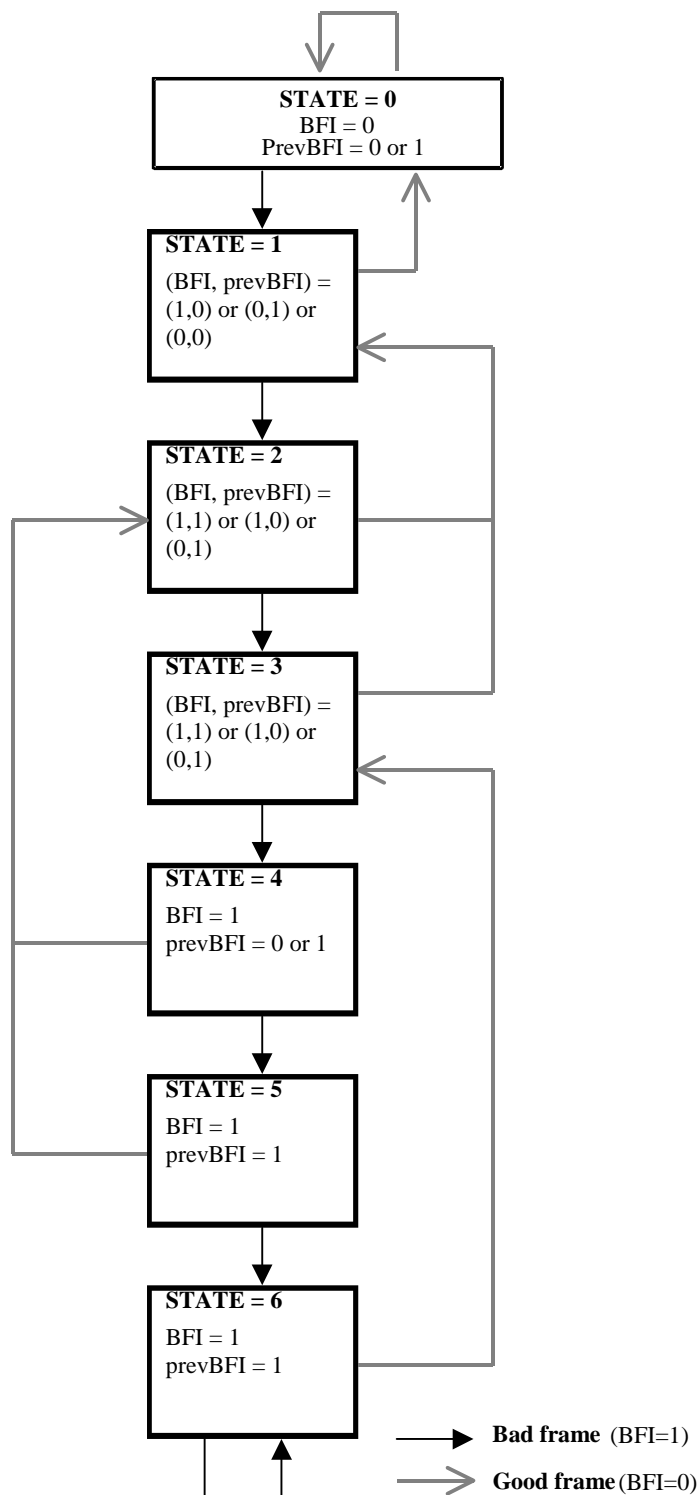 STATE = 0
BFI = 0
PrevBFI = 0 or 1
STATE = 1
(BFI, prevBFI) =
(1,0) or (0,1) or
(0,0)
STATE = 2
(BFI, prevBFI) =
(1,1) or (1,0) or
(0,1)
STATE = 3
(BFI, prevBFI) =
(1,1) or (1,0) or
(0,1)
STATE = 4
BFI = 1
prevBFI = 0 or 1
STATE = 5
BFI = 1
prevBFI = 1
STATE = 6
BFI = 1
prevBFI = 1
Bad frame (BFI=1)
Good frame (BFI=0)